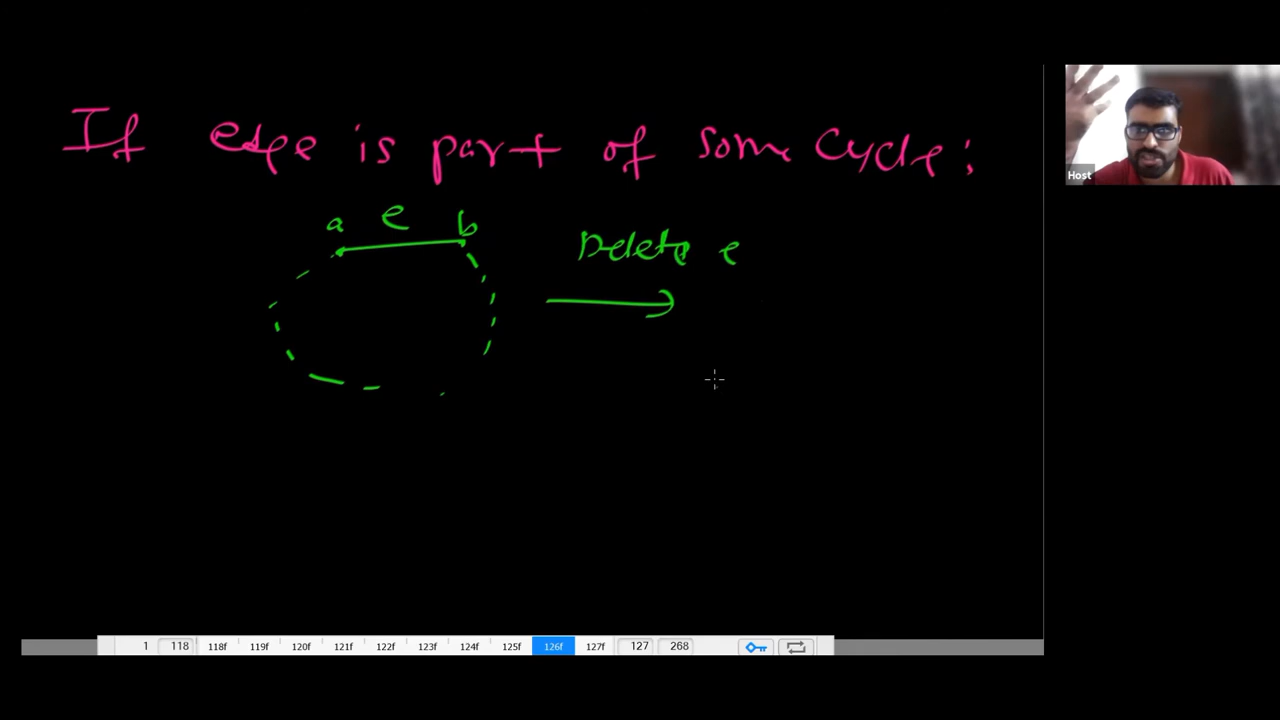 If edge is part of some Cycle:
a e b
Delete e
Host
1 118 118f 119f 120f 121f 122f 123f 124f 125f 126f 127f 127 268